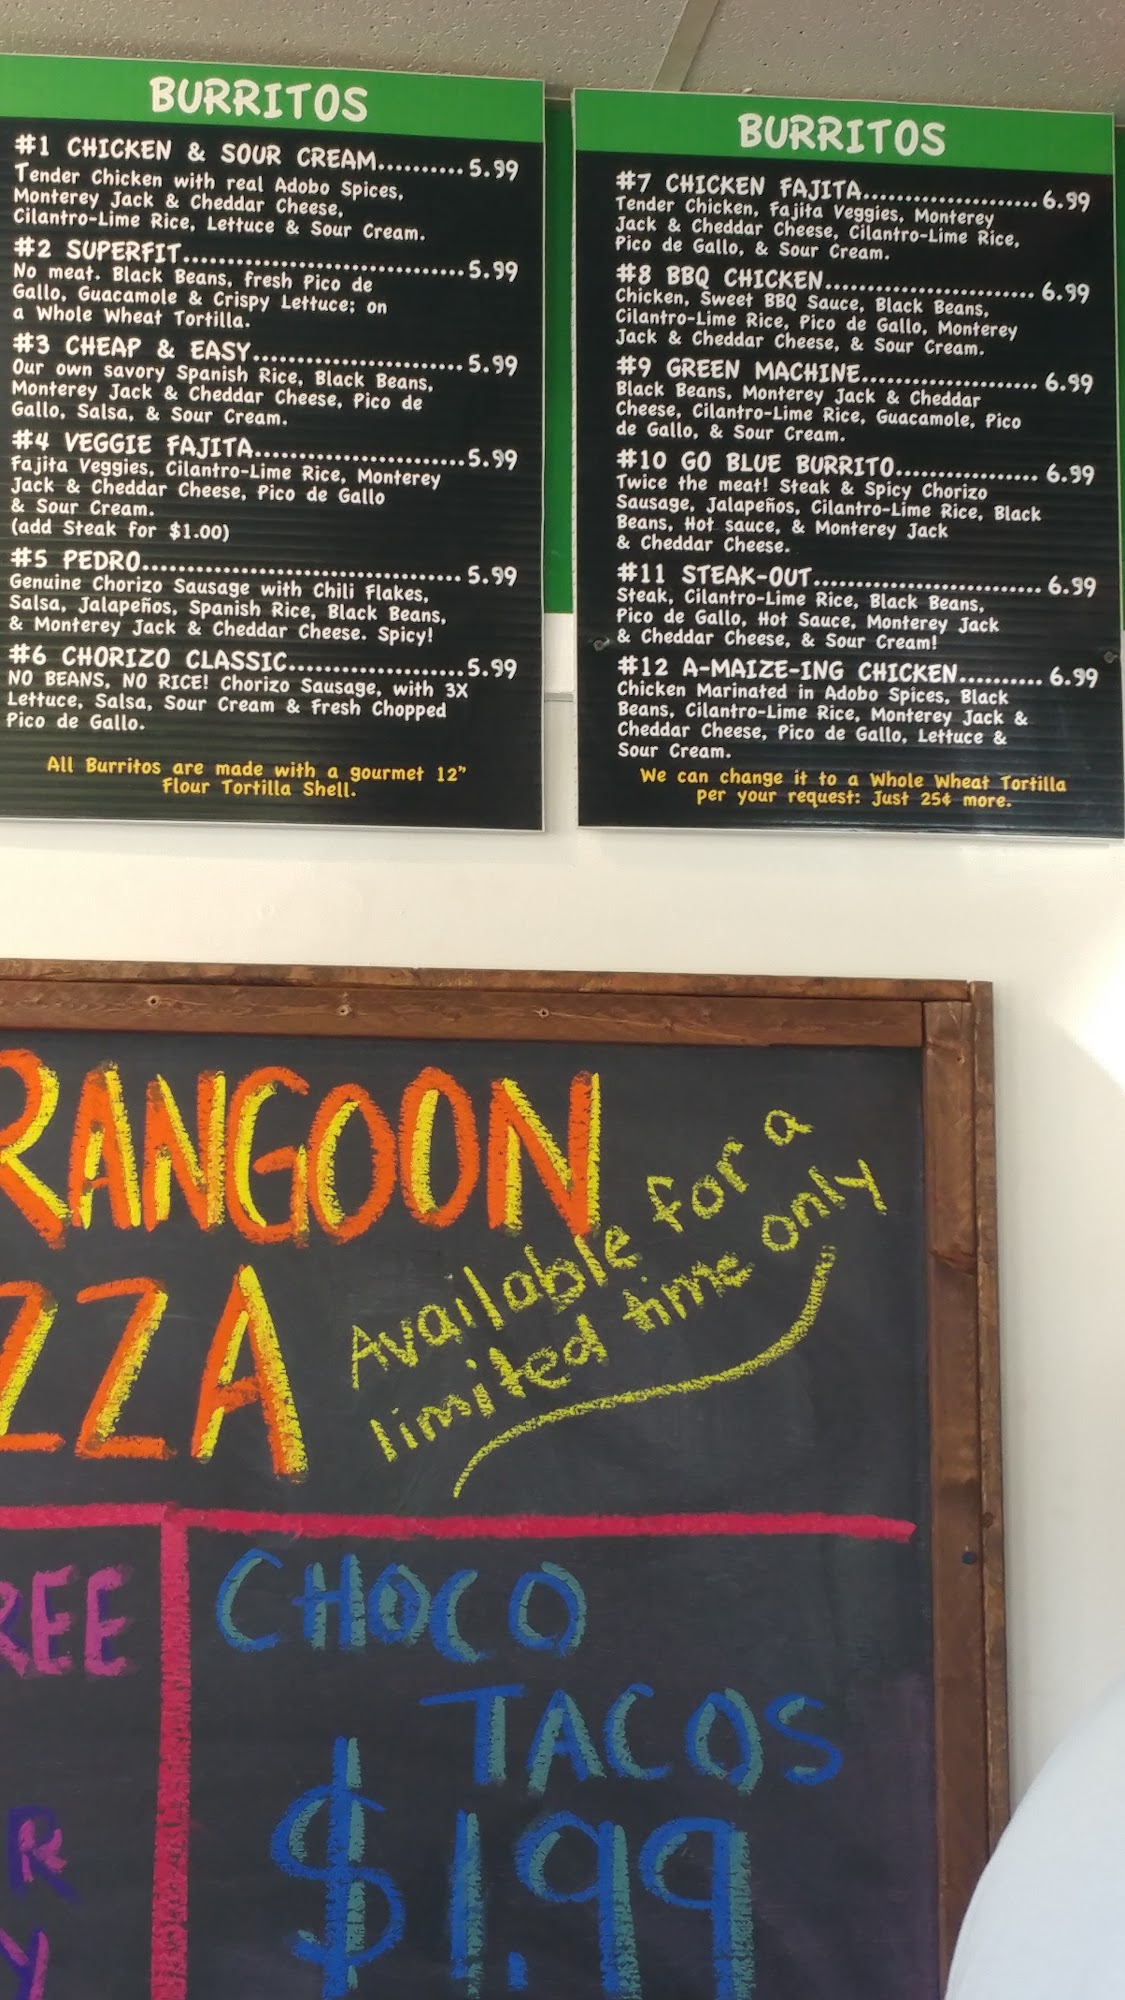 BURRITOS
#1 CHICKEN & SOUR CREAM..........5.99
Tender Chicken with real Adobo Spices,
Monterey Jack & Cheddar Cheese,
Cilantro-Lime Rice, Lettuce & Sour Cream.
#2 SUPERFIT.................................5.99
No meat. Black Beans, fresh Pico de
Gallo, Guacamole & Crispy Lettuce; on
a Whole Wheat Tortilla.
#3 CHEAP & EASY.........................5.99
Our own savory Spanish Rice, Black Beans,
Monterey Jack & Cheddar Cheese, Pico de
Gallo, Salsa, & Sour Cream.
#4 VEGGIE FAJITA.........................5.99
Fajita Veggies, Cilantro-Lime Rice, Monterey
Jack & Cheddar Cheese, Pico de Gallo
& Sour Cream.
(add Steak for $1.00)
#5 PEDRO......................................5.99
Genuine Chorizo Sausage with Chili Flakes,
Salsa, Jalapeños, Spanish Rice, Black Beans,
& Monterey Jack & Cheddar Cheese. Spicy!
#6 CHORIZO CLASSIC.....................5.99
NO BEANS, NO RICE! Chorizo Sausage, with 3X
Lettuce, Salsa, Sour Cream & Fresh Chopped
Pico de Gallo.
All Burritos are made with a gourmet 12"
Flour Tortilla Shell.
BURRITOS
#7 CHICKEN FAJITA.....................6.99
Tender Chicken, Fajita Veggies, Monterey
Jack & Cheddar Cheese, Cilantro-Lime Rice,
Pico de Gallo, & Sour Cream.
#8 BBQ CHICKEN.........................6.99
Chicken, Sweet BBQ Sauce, Black Beans,
Cilantro-Lime Rice, Pico de Gallo, Monterey
Jack & Cheddar Cheese, & Sour Cream.
#9 GREEN MACHINE.....................6.99
Black Beans, Monterey Jack & Cheddar
Cheese, Cilantro-Lime Rice, Guacamole, Pico
de Gallo, & Sour Cream.
#10 GO BLUE BURRITO.................6.99
Twice the meat! Steak & Spicy Chorizo
Sausage, Jalapeños, Cilantro-Lime Rice, Black
Beans, Hot sauce, & Monterey Jack
& Cheddar Cheese.
#11 STEAK-OUT...........................6.99
Steak, Cilantro-Lime Rice, Black Beans,
Pico de Gallo, Hot Sauce, Monterey Jack
& Cheddar Cheese, & Sour Cream!
#12 A-MAIZE-ING CHICKEN..........6.99
Chicken Marinated in Adobo Spices, Black
Beans, Cilantro-Lime Rice, Monterey Jack &
Cheddar Cheese, Pico de Gallo, Lettuce &
Sour Cream.
We can change it to a Whole Wheat Tortilla
per your request: Just 25¢ more.
RANGOON
ZZA
Available for a
limited time only
REE
R
Y
CHOCO
TACOS
$1.99